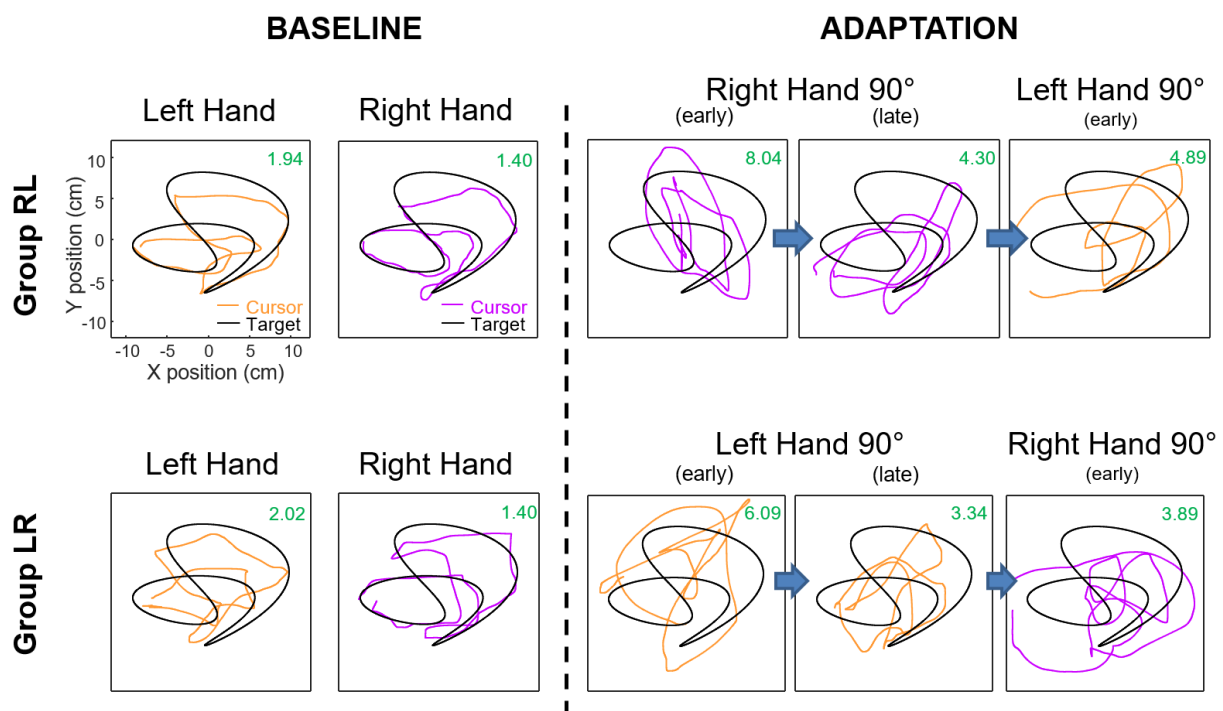 BASELINE
ADAPTATION
Group RL
Left Hand
Right Hand
Right Hand 90°
(early)
(late)
Left Hand 90°
(early)
1.94
1.40
8.04
4.30
4.89
Y position (cm)
10
5
0
-5
-10
Cursor
Target
Cursor
Target
-10
-5
0
5
10
X position (cm)
Group LR
Left Hand
Right Hand
Left Hand 90°
(early)
(late)
Right Hand 90°
(early)
2.02
1.40
6.09
3.34
3.89